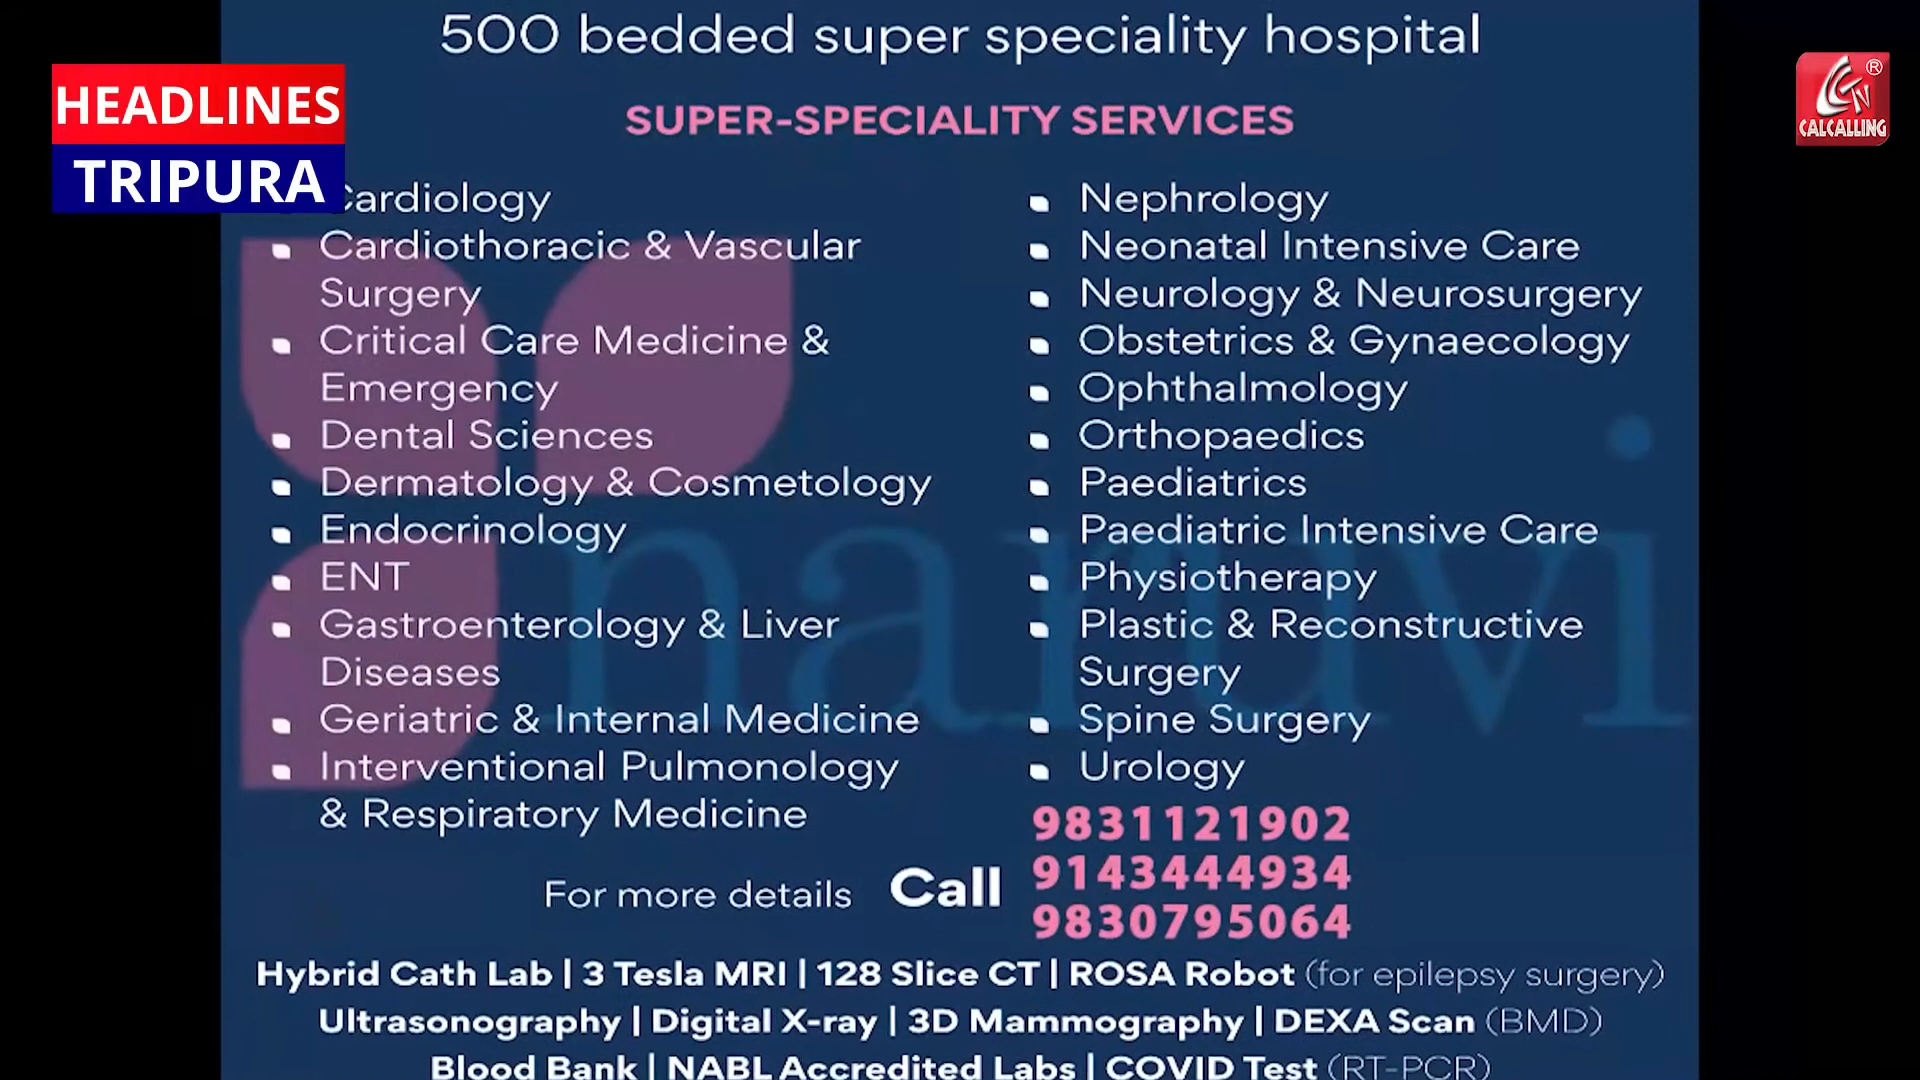 500 bedded super speciality hospital
HEADLINES
TRIPURA
CALCALLING
SUPER-SPECIALITY SERVICES
Cardiology
Cardiothoracic & Vascular
Surgery
Critical Care Medicine &
Emergency
Dental Sciences
Dermatology & Cosmetology
Endocrinology
ENT
Gastroenterology & Liver
Diseases
Geriatric & Internal Medicine
Interventional Pulmonology
& Respiratory Medicine
Nephrology
Neonatal Intensive Care
Neurology & Neurosurgery
Obstetrics & Gynaecology
Ophthalmology
Orthopaedics
Paediatrics
Paediatric Intensive Care
Physiotherapy
Plastic & Reconstructive
Surgery
Spine Surgery
Urology
naruvi
For more details Call
9831121902
9143444934
9830795064
Hybrid Cath Lab | 3 Tesla MRI | 128 Slice CT | ROSA Robot (for epilepsy surgery)
Ultrasonography | Digital X-ray | 3D Mammography | DEXA Scan (BMD)
Blood Bank | NABL Accredited Labs | COVID Test (RT-PCR)